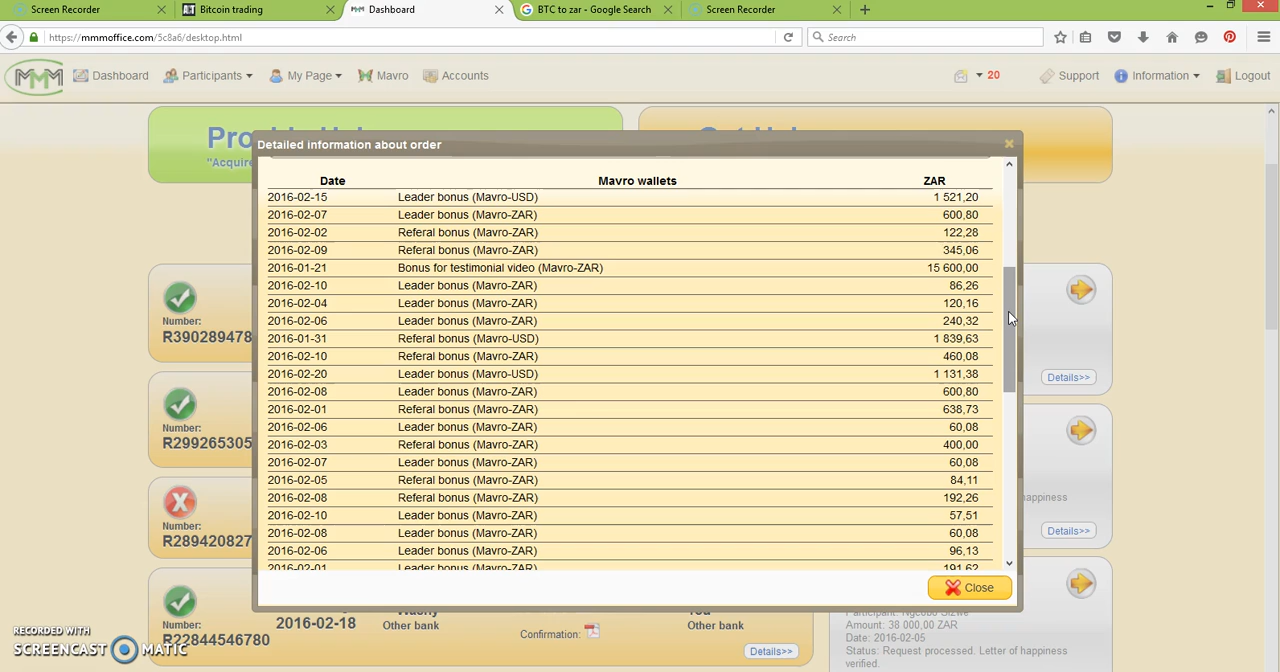 Screen Recorder
Bitcoin trading
Dashboard
BTC to zar - Google Search
Screen Recorder
https://mmmoffice.com/5c8a6/desktop.html
Search
MMM
Dashboard
Participants
My Page
Mavro
Accounts
20
Support
Information
Logout
"Acquire
Detailed information about order
Date Mavro wallets ZAR
2016-02-15 Leader bonus (Mavro-USD) 1 521,20
2016-02-07 Leader bonus (Mavro-ZAR) 600,80
2016-02-02 Referal bonus (Mavro-ZAR) 122,28
2016-02-09 Referal bonus (Mavro-ZAR) 345,06
2016-01-21 Bonus for testimonial video (Mavro-ZAR) 15 600,00
2016-02-10 Leader bonus (Mavro-ZAR) 86,26
2016-02-04 Leader bonus (Mavro-ZAR) 120,16
2016-02-06 Leader bonus (Mavro-ZAR) 240,32
2016-01-31 Referal bonus (Mavro-USD) 1 839,63
2016-02-10 Referal bonus (Mavro-ZAR) 460,08
2016-02-20 Leader bonus (Mavro-USD) 1 131,38
2016-02-08 Leader bonus (Mavro-ZAR) 600,80
2016-02-01 Referal bonus (Mavro-ZAR) 638,73
2016-02-06 Leader bonus (Mavro-ZAR) 60,08
2016-02-03 Referal bonus (Mavro-ZAR) 400,00
2016-02-07 Leader bonus (Mavro-ZAR) 60,08
2016-02-05 Referal bonus (Mavro-ZAR) 84,11
2016-02-08 Referal bonus (Mavro-ZAR) 192,26
2016-02-10 Leader bonus (Mavro-ZAR) 57,51
2016-02-08 Leader bonus (Mavro-ZAR) 60,08
2016-02-06 Leader bonus (Mavro-ZAR) 96,13
2016-02-01 Leader bonus (Mavro-ZAR) 191,62
Close
Number:
R390289478
Number:
R299265305
Number:
R289420827
Number:
R22844546780
2016-02-18
Washy
Other bank
Confirmation:
You
Other bank
Details>>
Details>>
happiness
Details>>
Participant: Ngcobo Sizwe
Amount: 38 000,00 ZAR
Date: 2016-02-05
Status: Request processed. Letter of happiness
verified.
RECORDED WITH
SCREENCAST MATIC